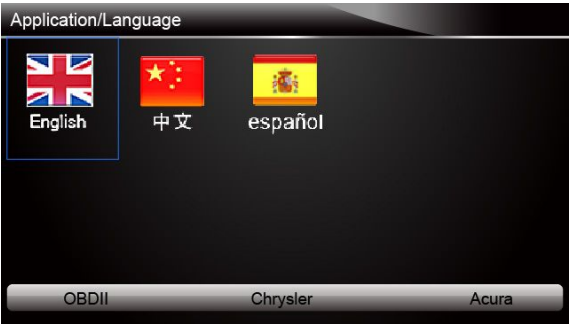 Application/Language
English 中文 español
OBDII Chrysler Acura